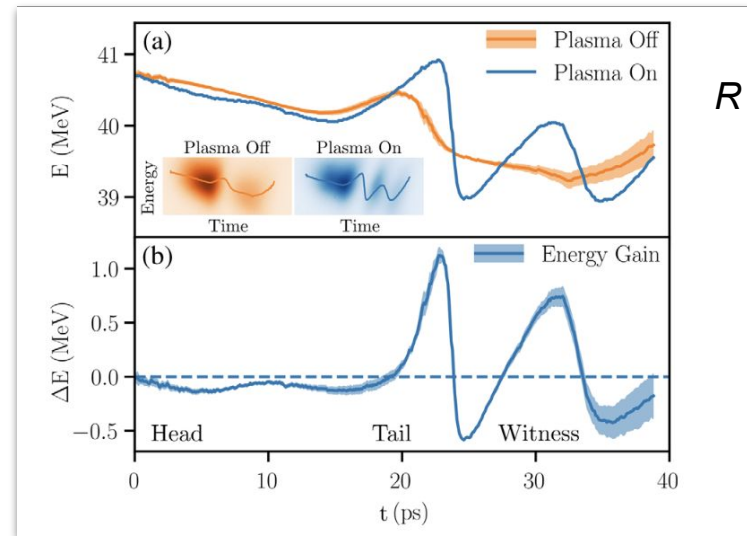 (a)
Plasma Off
Plasma On
R
41
40
39
E (MeV)
Plasma Off
Plasma On
Energy
Time
Time
(b)
Energy Gain
1.0
0.5
0.0
−0.5
ΔE (MeV)
Head
Tail
Witness
0
10
20
30
40
t (ps)